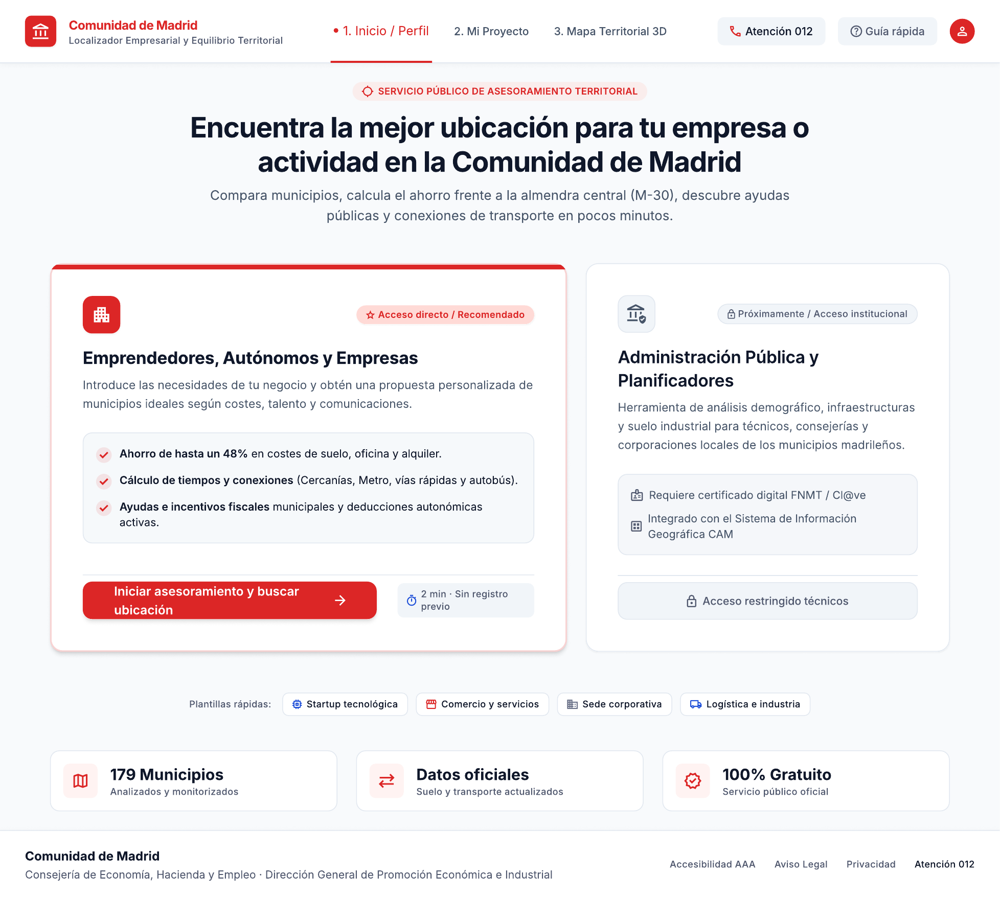 Comunidad de Madrid
Localizador Empresarial y Equilibrio Territorial
1. Inicio / Perfil
2. Mi Proyecto
3. Mapa Territorial 3D
Atención 012
Guía rápida
SERVICIO PÚBLICO DE ASESORAMIENTO TERRITORIAL
Encuentra la mejor ubicación para tu empresa o
actividad en la Comunidad de Madrid
Compara municipios, calcula el ahorro frente a la almendra central (M-30), descubre ayudas
públicas y conexiones de transporte en pocos minutos.
Acceso directo / Recomendado
Emprendedores, Autónomos y Empresas
Introduce las necesidades de tu negocio y obtén una propuesta personalizada de
municipios ideales según costes, talento y comunicaciones.
Ahorro de hasta un 48% en costes de suelo, oficina y alquiler.
Cálculo de tiempos y conexiones (Cercanías, Metro, vías rápidas y autobús).
Ayudas e incentivos fiscales municipales y deducciones autonómicas
activas.
Iniciar asesoramiento y buscar
ubicación
2 min · Sin registro
previo
Próximamente / Acceso institucional
Administración Pública y
Planificadores
Herramienta de análisis demográfico, infraestructuras
y suelo industrial para técnicos, consejerías y
corporaciones locales de los municipios madrileños.
Requiere certificado digital FNMT / Cl@ve
Integrado con el Sistema de Información
Geográfica CAM
Acceso restringido técnicos
Plantillas rápidas:
Startup tecnológica
Comercio y servicios
Sede corporativa
Logística e industria
179 Municipios
Analizados y monitorizados
Datos oficiales
Suelo y transporte actualizados
100% Gratuito
Servicio público oficial
Comunidad de Madrid
Consejería de Economía, Hacienda y Empleo · Dirección General de Promoción Económica e Industrial
Accesibilidad AAA
Aviso Legal
Privacidad
Atención 012